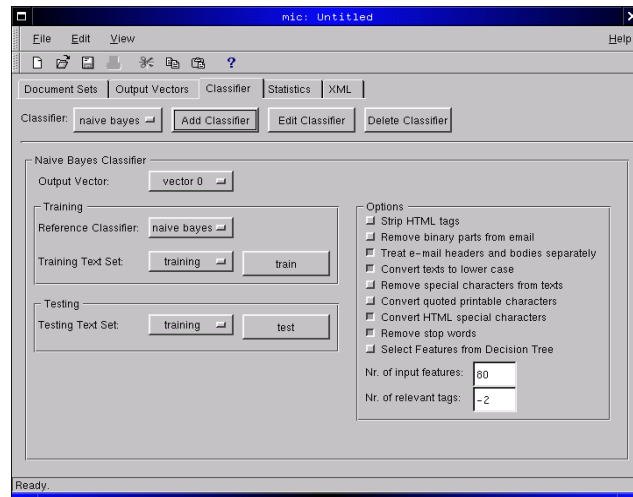 mic: Untitled
File Edit View Help
Document Sets Output Vectors Classifier Statistics XML
Classifier: naive bayes Add Classifier Edit Classifier Delete Classifier
Naive Bayes Classifier
Output Vector: vector 0
Training
Reference Classifier: naive bayes
Training Text Set: training train
Testing
Testing Text Set: training test
Options
Strip HTML tags
Remove binary parts from email
Treat e-mail headers and bodies separately
Convert texts to lower case
Remove special characters from texts
Convert quoted printable characters
Convert HTML special characters
Remove stop words
Select Features from Decision Tree
Nr. of input features: 80
Nr. of relevant tags: -2
Ready.